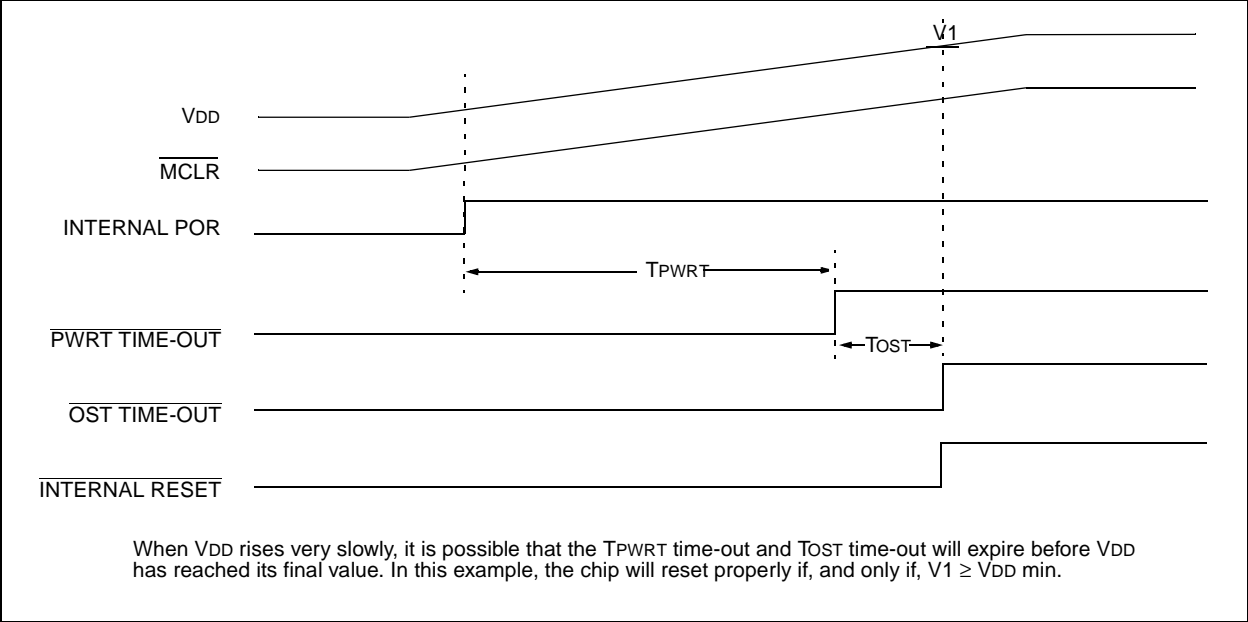 V1
VDD
MCLR
INTERNAL POR
TPWRT
PWRT TIME-OUT
TOST
OST TIME-OUT
INTERNAL RESET
When VDD rises very slowly, it is possible that the TPWRT time-out and TOST time-out will expire before VDD
has reached its final value. In this example, the chip will reset properly if, and only if, V1 ≥ VDD min.